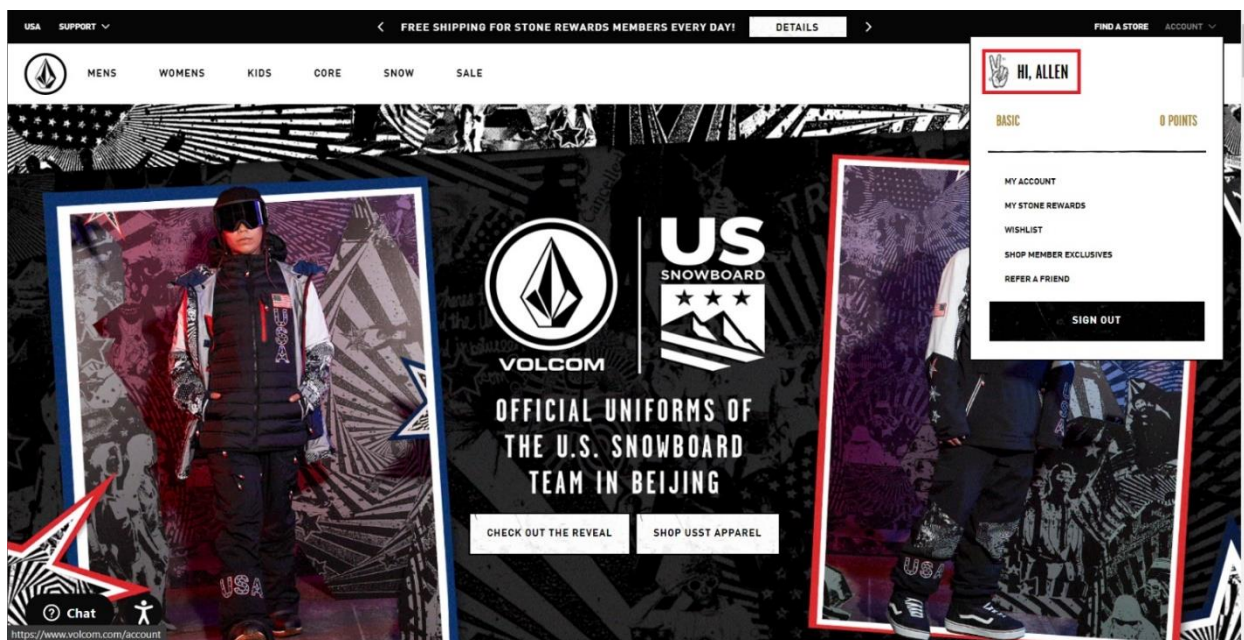 USA SUPPORT
FREE SHIPPING FOR STONE REWARDS MEMBERS EVERY DAY! DETAILS
FIND A STORE ACCOUNT
MENS WOMENS KIDS CORE SNOW SALE
HI, ALLEN
BASIC 0 POINTS
MY ACCOUNT
MY STONE REWARDS
WISHLIST
SHOP MEMBER EXCLUSIVES
REFER A FRIEND
SIGN OUT
VOLCOM
US
SNOWBOARD
OFFICIAL UNIFORMS OF
THE U.S. SNOWBOARD
TEAM IN BEIJING
CHECK OUT THE REVEAL SHOP USST APPAREL
USA
USA
USA
Chat
https://www.volcom.com/account